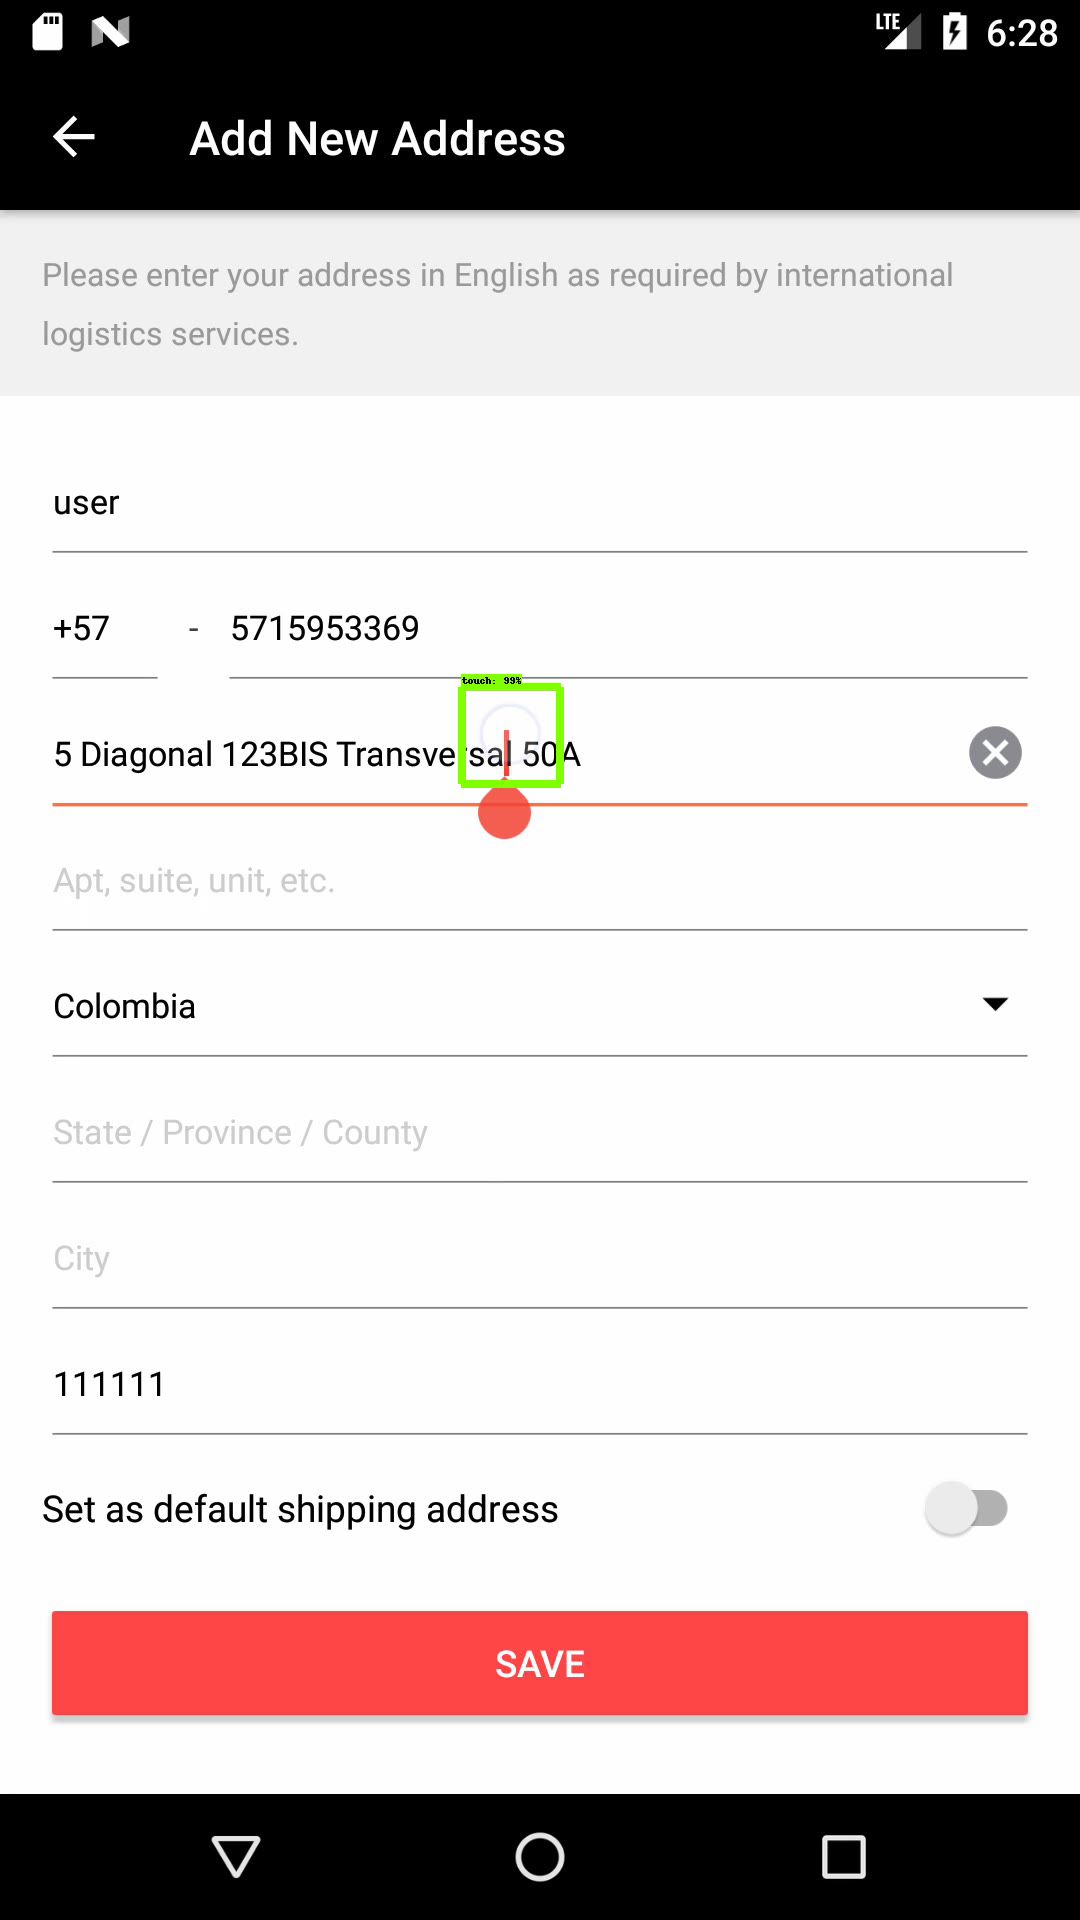 LTE 6:28
Add New Address
Please enter your address in English as required by international
logistics services.
user
+57 - 5715953369
touch: 99%
5 Diagonal 123BIS Transversal 50A
Apt, suite, unit, etc.
Colombia
State / Province / County
City
111111
Set as default shipping address
SAVE